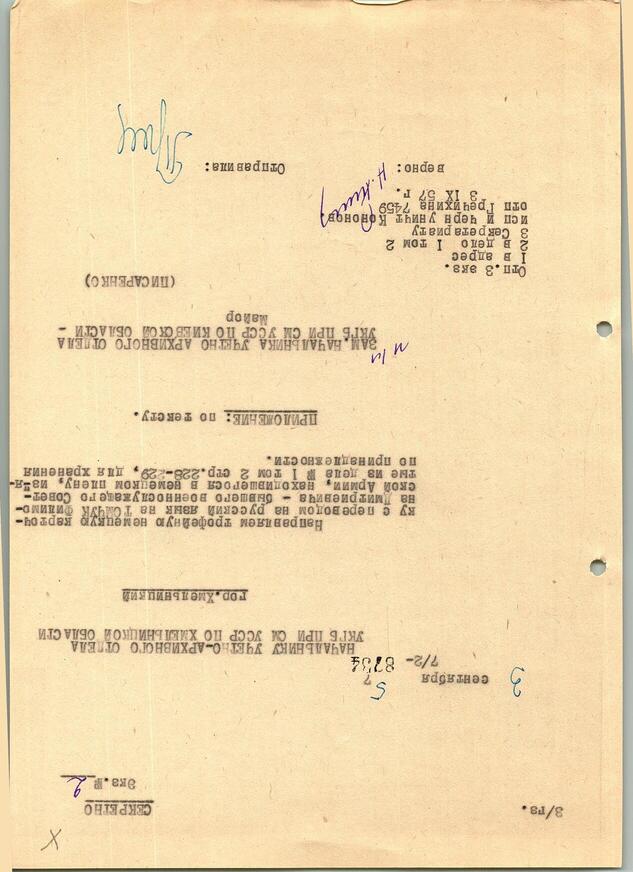 З/гз.
СЕКРЕТНО
Экз.№ 2
3 сентября 5 7
7/2- 8734
НАЧАЛЬНИКУ УЧЕТНО-АРХИВНОГО ОТДЕЛА
УКГБ ПРИ СМ УССР ПО ХМЕЛЬНИЦКОЙ ОБЛАСТИ
гор.Хмельницкий
Направляем трофейную немецкую карточ-
ку с переводом на русский язык на ТОМЧУК Филимо-
на Дмитриевича - бывшего военнослужащего Совет-
ской Армии, находившегося в немецком плену, изъя-
тые из дела № I том 2 стр.228-229, для хранения
по принадлежности.
ПРИЛОЖЕНИЕ: по тексту.
п/п
ЗАМ.НАЧАЛЬНИКА УЧЕТНО АРХИВНОГО ОТДЕЛА
УКГБ ПРИ СМ УССР ПО КИЕВСКОЙ ОБЛАСТИ -
майор
(ПИСАРЕНКО)
Отп.3 экз.
1 в адрес
2 в дело I том 2
3 Секретариату
исп и черн уничт Кононов.
отп Гречихина 7459
3 IX 57 г.
Верно:
Отправила: